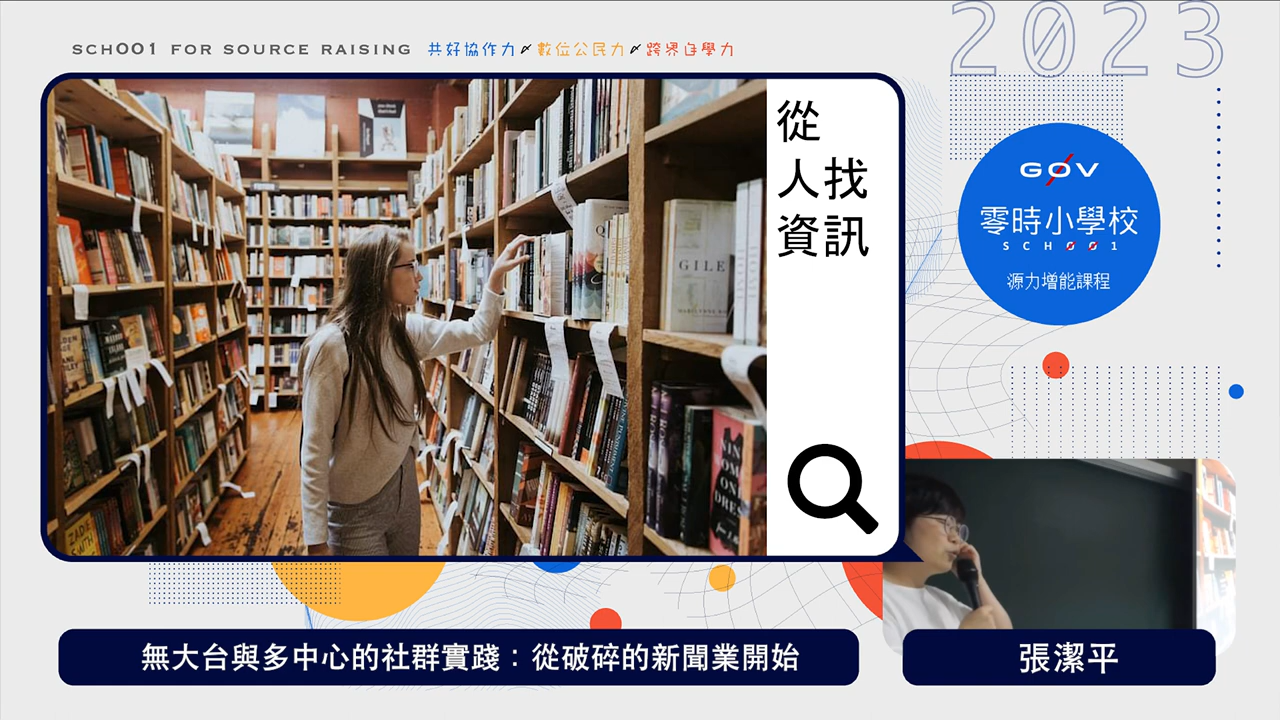 SCH001 FOR SOURCE RAISING 共好協作力 數位公民力 跨界自學力
2023
從
人找
資訊
GILE
ZADIE
SMITH
G0V
零時小學校
SCH001
源力增能課程
無大台與多中心的社群實踐：從破碎的新聞業開始
張潔平